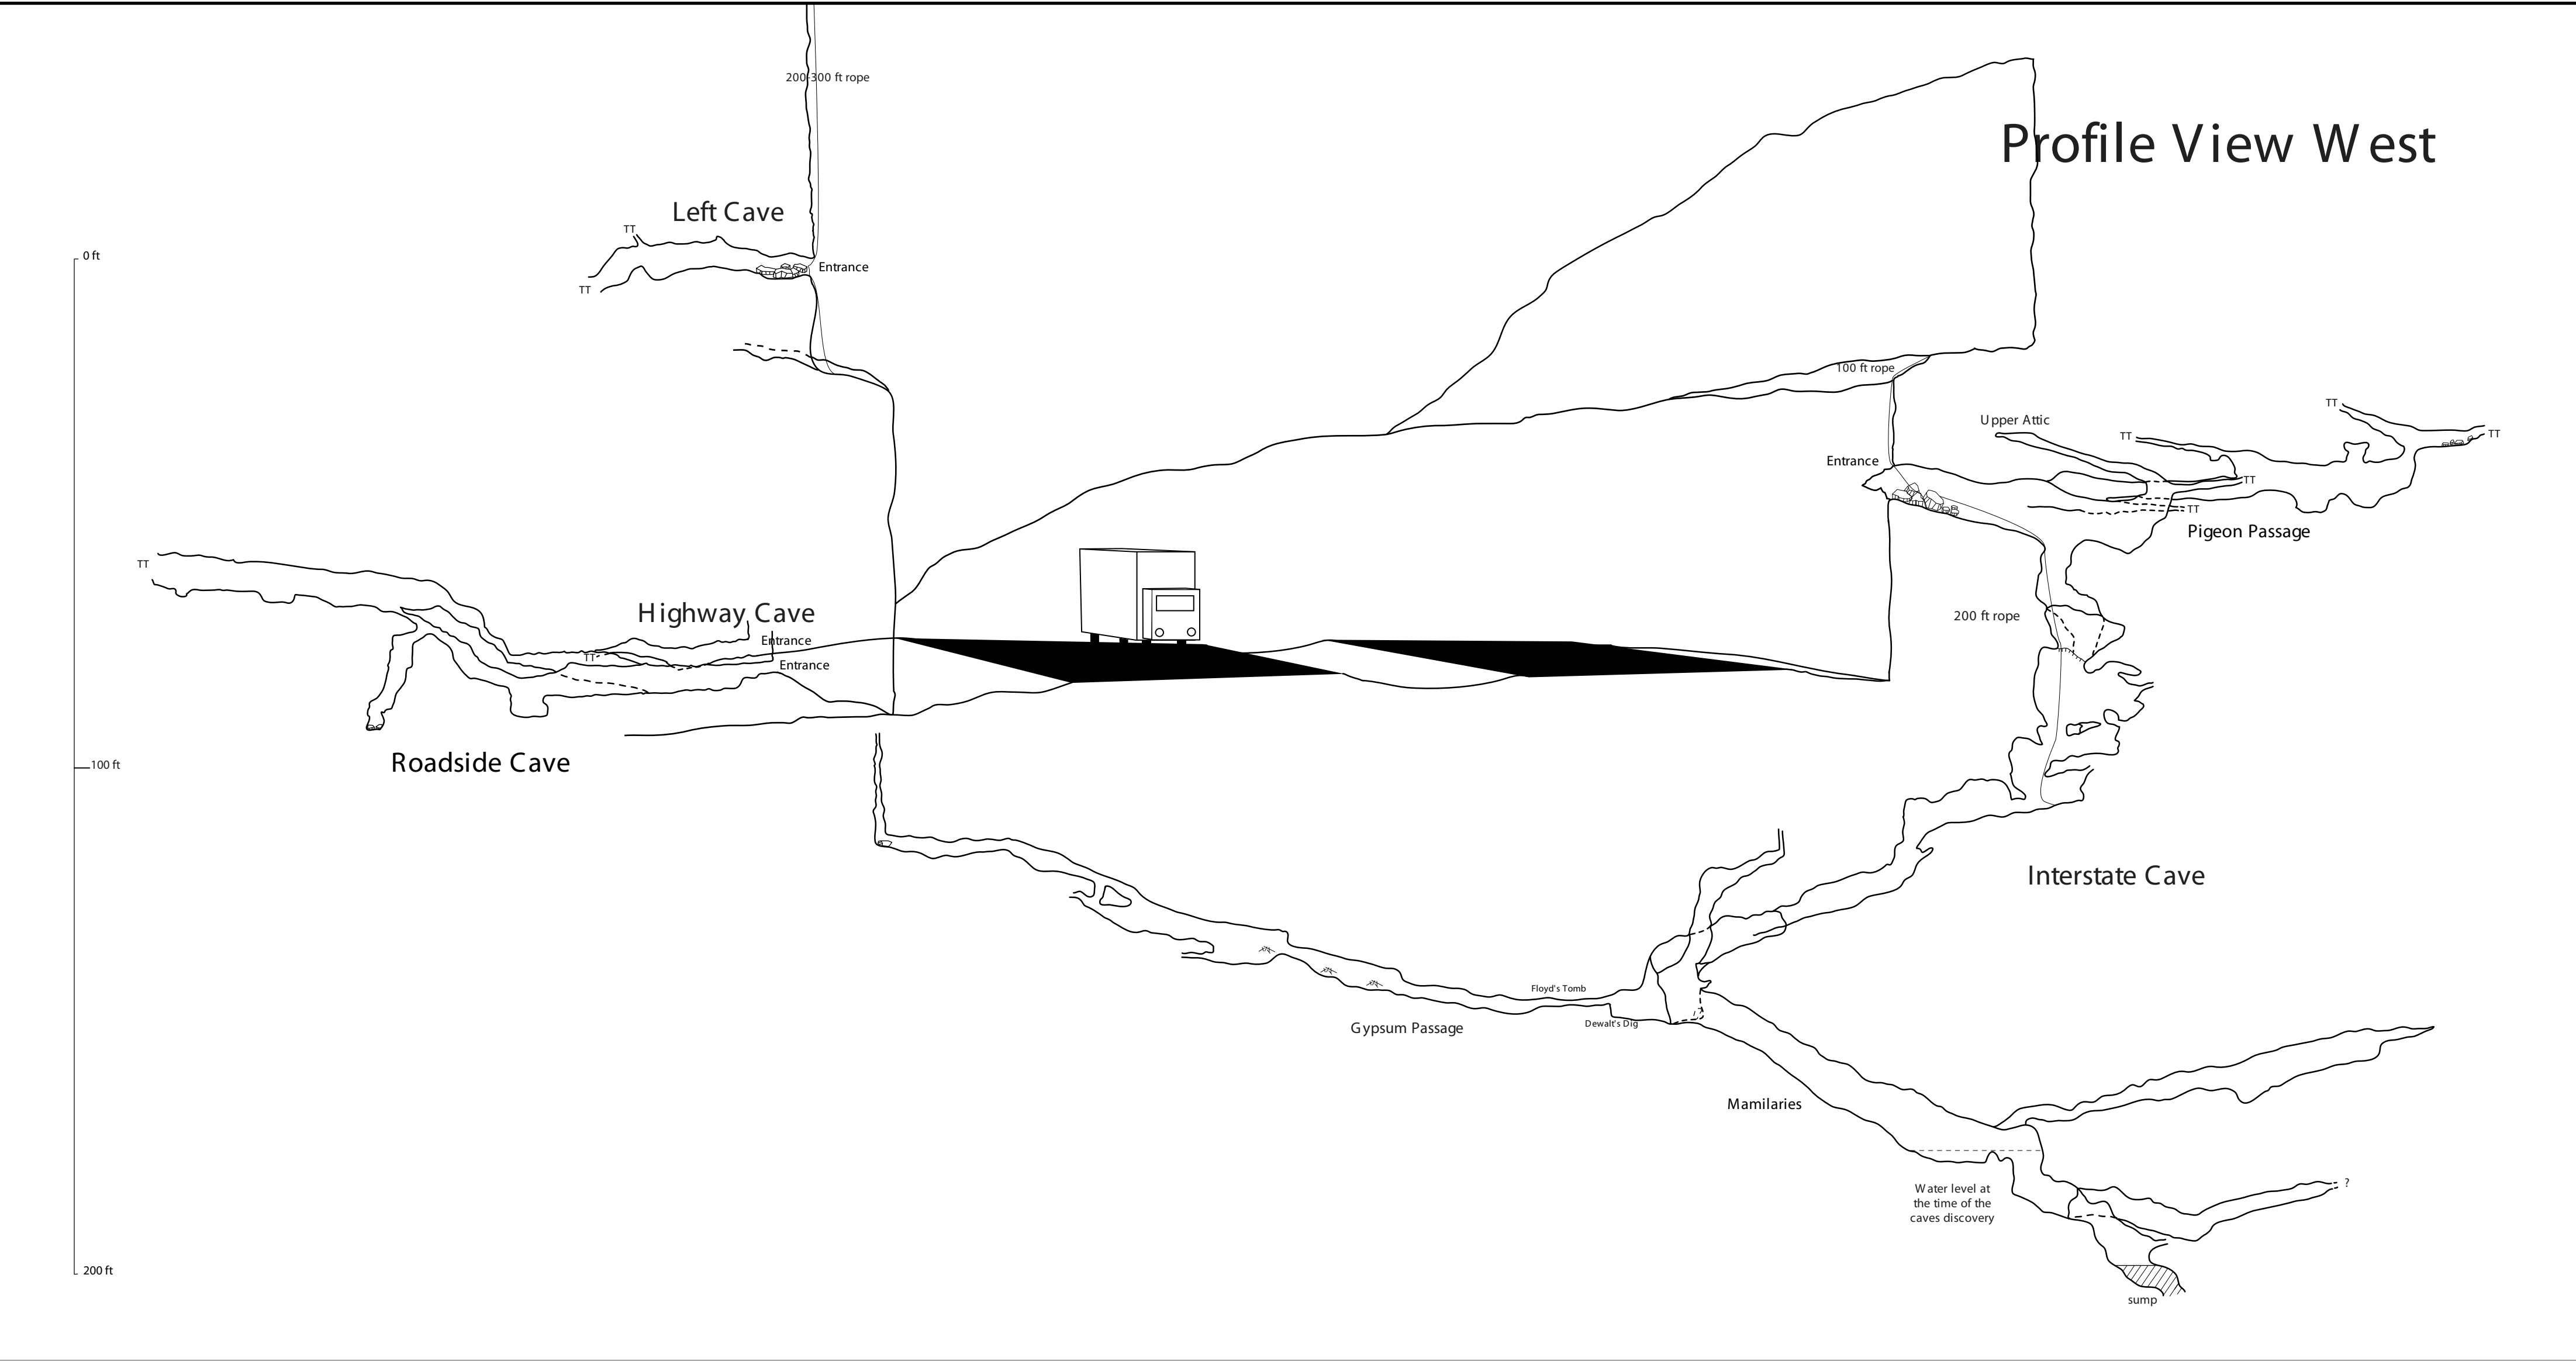 200-300 ft rope
Profile View West
Left Cave
TT
0 ft
Entrance
TT
100 ft rope
TT
Upper Attic
TT
TT
Entrance
TT
TT
Pigeon Passage
TT
Highway Cave
200 ft rope
Entrance
TT
Entrance
Roadside Cave
100 ft
Interstate Cave
Floyd's Tomb
Gypsum Passage
Dewalt's Dig
Mamilaries
Water level at
the time of the
caves discovery
?
200 ft
sump